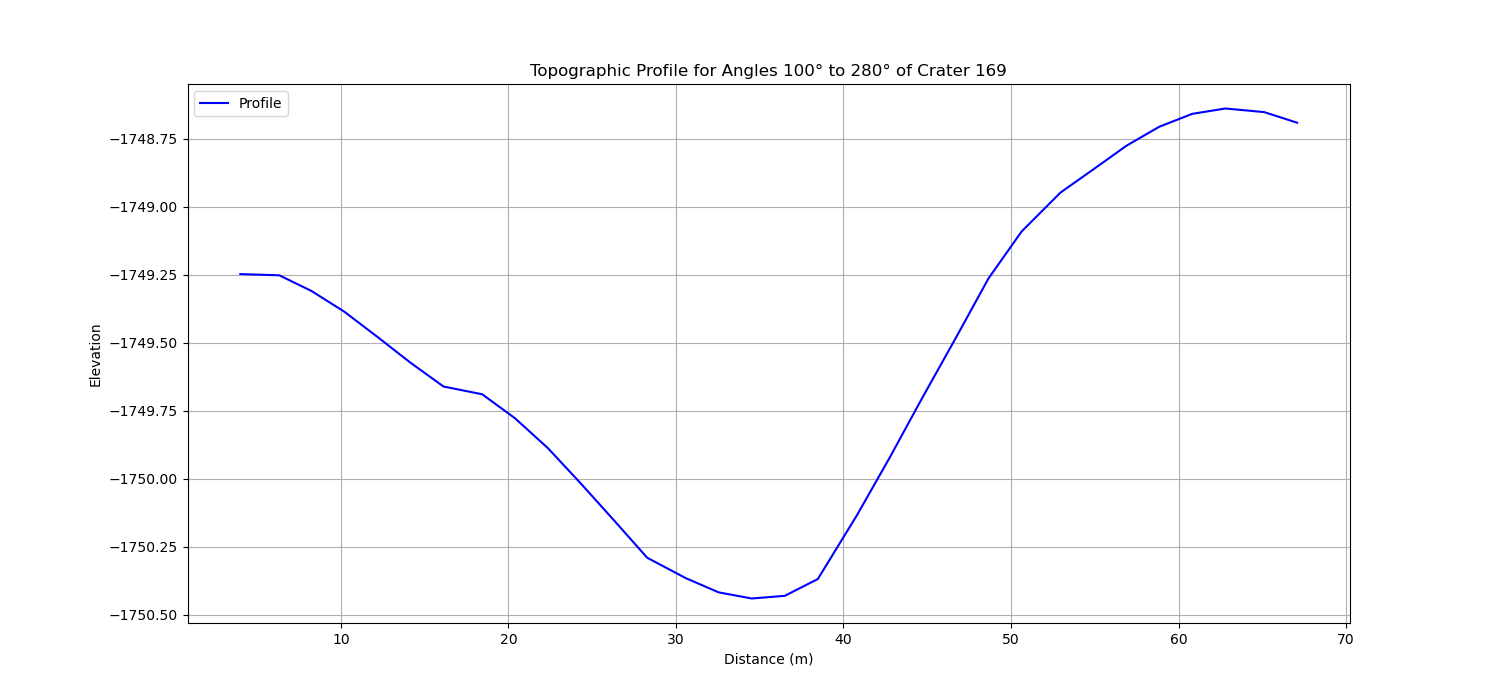 Topographic Profile for Angles 100° to 280° of Crater 169
Profile
−1748.75
−1749.00
−1749.25
−1749.50
−1749.75
−1750.00
−1750.25
−1750.50
Elevation
10 20 30 40 50 60 70
Distance (m)